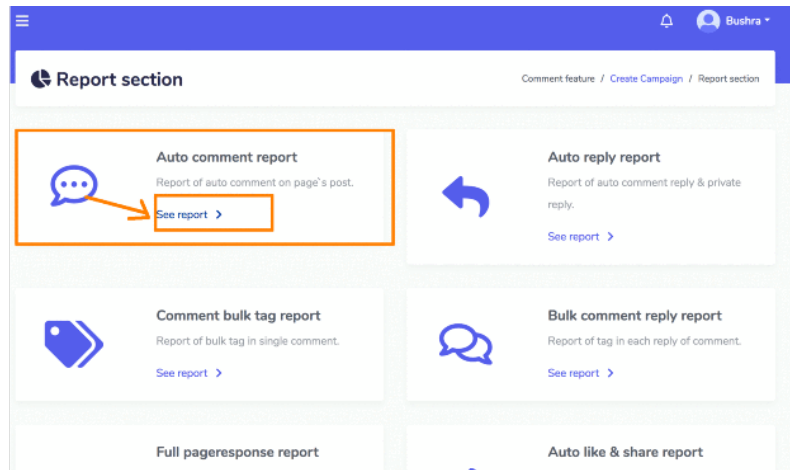 Bushra
Report section
Comment feature / Create Campaign / Report section
Auto comment report
Report of auto comment on page`s post.
See report
Auto reply report
Report of auto comment reply & private
reply.
See report
Comment bulk tag report
Report of bulk tag in single comment.
See report
Bulk comment reply report
Report of tag in each reply of comment.
See report
Full pageresponse report
Auto like & share report